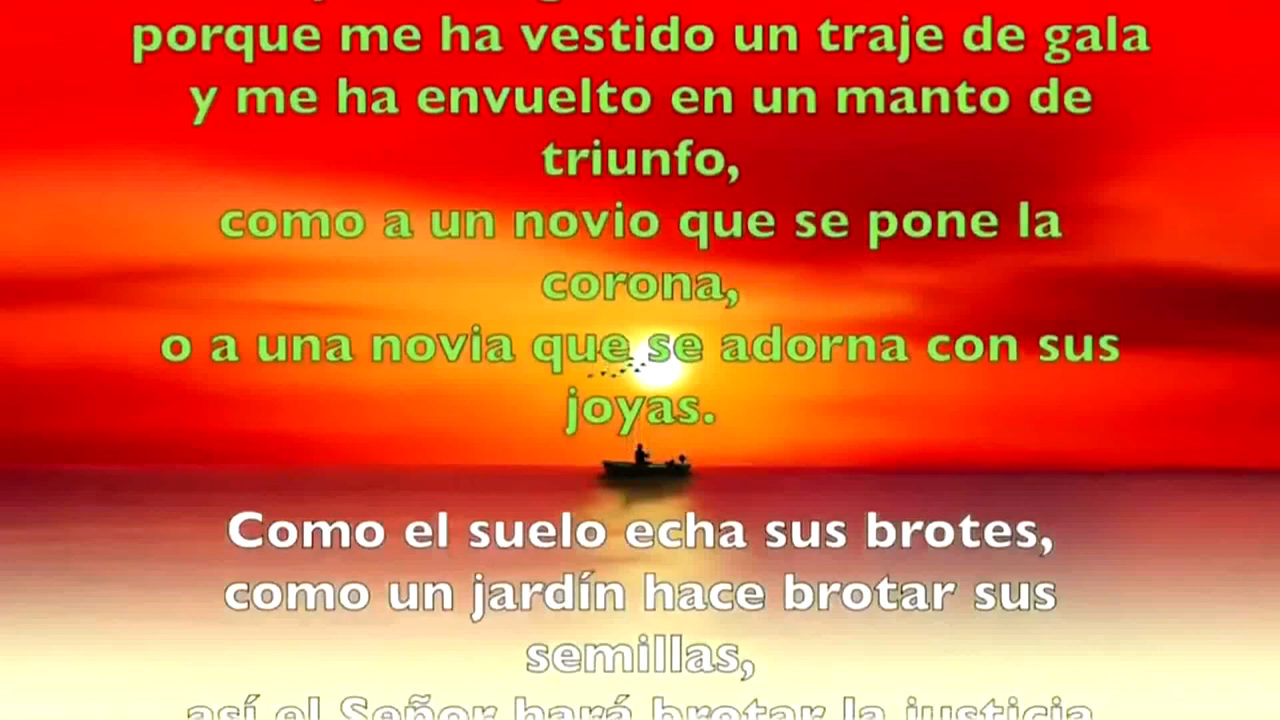 porque me ha vestido un traje de gala
y me ha envuelto en un manto de
triunfo,
como a un novio que se pone la
corona,
o a una novia que se adorna con sus
joyas.
Como el suelo echa sus brotes,
como un jardín hace brotar sus
semillas,
así el Señor hará brotar la justicia